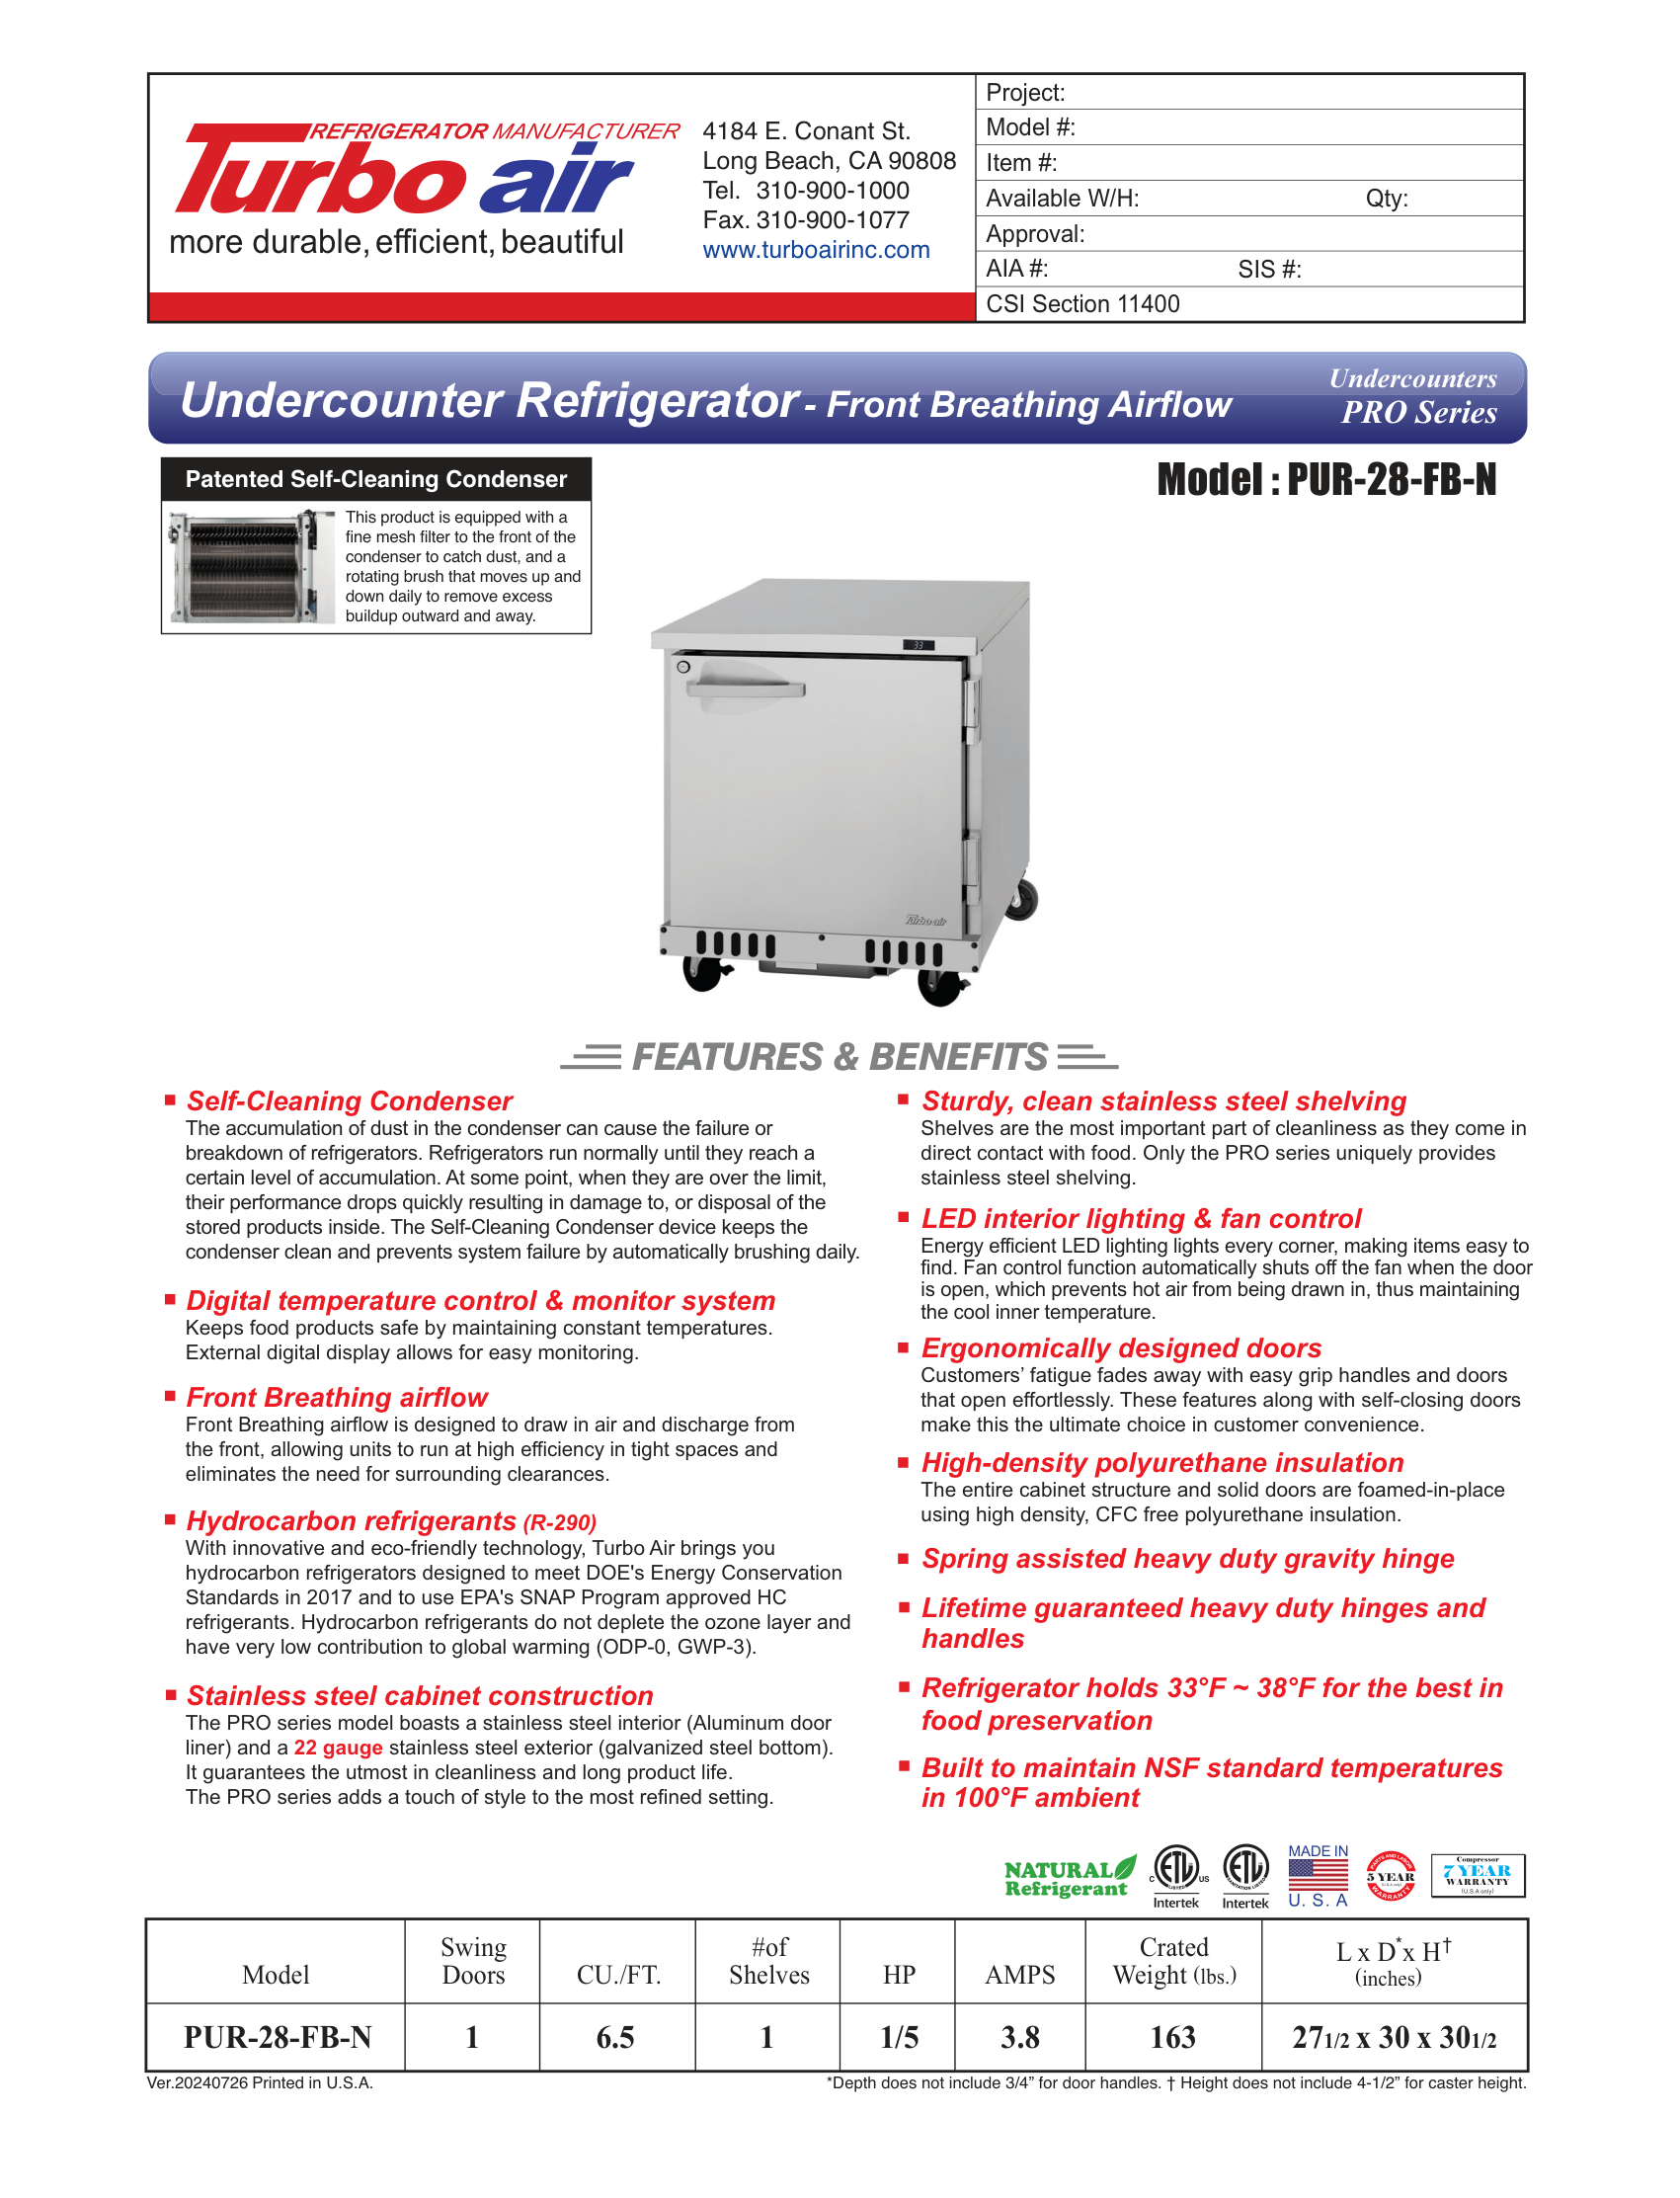 REFRIGERATOR MANUFACTURER
Turbo air
more durable, efficient, beautiful
4184 E. Conant St.
Long Beach, CA 90808
Tel. 310-900-1000
Fax. 310-900-1077
www.turboairinc.com
Project:
Model #:
Item #:
Available W/H: Qty:
Approval:
AIA #: SIS #:
CSI Section 11400
Undercounter Refrigerator - Front Breathing Airflow
Undercounters
PRO Series
Patented Self-Cleaning Condenser
This product is equipped with a
fine mesh filter to the front of the
condenser to catch dust, and a
rotating brush that moves up and
down daily to remove excess
buildup outward and away.
Model : PUR-28-FB-N
33
Turbo air
FEATURES & BENEFITS
▪ Self-Cleaning Condenser
The accumulation of dust in the condenser can cause the failure or
breakdown of refrigerators. Refrigerators run normally until they reach a
certain level of accumulation. At some point, when they are over the limit,
their performance drops quickly resulting in damage to, or disposal of the
stored products inside. The Self-Cleaning Condenser device keeps the
condenser clean and prevents system failure by automatically brushing daily.
▪ Digital temperature control & monitor system
Keeps food products safe by maintaining constant temperatures.
External digital display allows for easy monitoring.
▪ Front Breathing airflow
Front Breathing airflow is designed to draw in air and discharge from
the front, allowing units to run at high efficiency in tight spaces and
eliminates the need for surrounding clearances.
▪ Hydrocarbon refrigerants (R-290)
With innovative and eco-friendly technology, Turbo Air brings you
hydrocarbon refrigerators designed to meet DOE's Energy Conservation
Standards in 2017 and to use EPA's SNAP Program approved HC
refrigerants. Hydrocarbon refrigerants do not deplete the ozone layer and
have very low contribution to global warming (ODP-0, GWP-3).
▪ Stainless steel cabinet construction
The PRO series model boasts a stainless steel interior (Aluminum door
liner) and a 22 gauge stainless steel exterior (galvanized steel bottom).
It guarantees the utmost in cleanliness and long product life.
The PRO series adds a touch of style to the most refined setting.
▪ Sturdy, clean stainless steel shelving
Shelves are the most important part of cleanliness as they come in
direct contact with food. Only the PRO series uniquely provides
stainless steel shelving.
▪ LED interior lighting & fan control
Energy efficient LED lighting lights every corner, making items easy to
find. Fan control function automatically shuts off the fan when the door
is open, which prevents hot air from being drawn in, thus maintaining
the cool inner temperature.
▪ Ergonomically designed doors
Customers’ fatigue fades away with easy grip handles and doors
that open effortlessly. These features along with self-closing doors
make this the ultimate choice in customer convenience.
▪ High-density polyurethane insulation
The entire cabinet structure and solid doors are foamed-in-place
using high density, CFC free polyurethane insulation.
▪ Spring assisted heavy duty gravity hinge
▪ Lifetime guaranteed heavy duty hinges and
handles
▪ Refrigerator holds 33°F ~ 38°F for the best in
food preservation
▪ Built to maintain NSF standard temperatures
in 100°F ambient
NATURAL
Refrigerant
C ETL US
LISTED
Intertek
ETL
SANITATION LISTED
Intertek
MADE IN
U. S. A
PARTS AND LABOR
5 YEAR
(U.S.A only)
WARRANTY
Compressor
7 YEAR
WARRANTY
(U.S.A only)
Model Swing Doors CU./FT. #of Shelves HP AMPS Crated Weight (lbs.) L x D* x H† (inches)
PUR-28-FB-N 1 6.5 1 1/5 3.8 163 27 1/2 x 30 x 30 1/2
Ver.20240726 Printed in U.S.A.
*Depth does not include 3/4” for door handles. † Height does not include 4-1/2” for caster height.